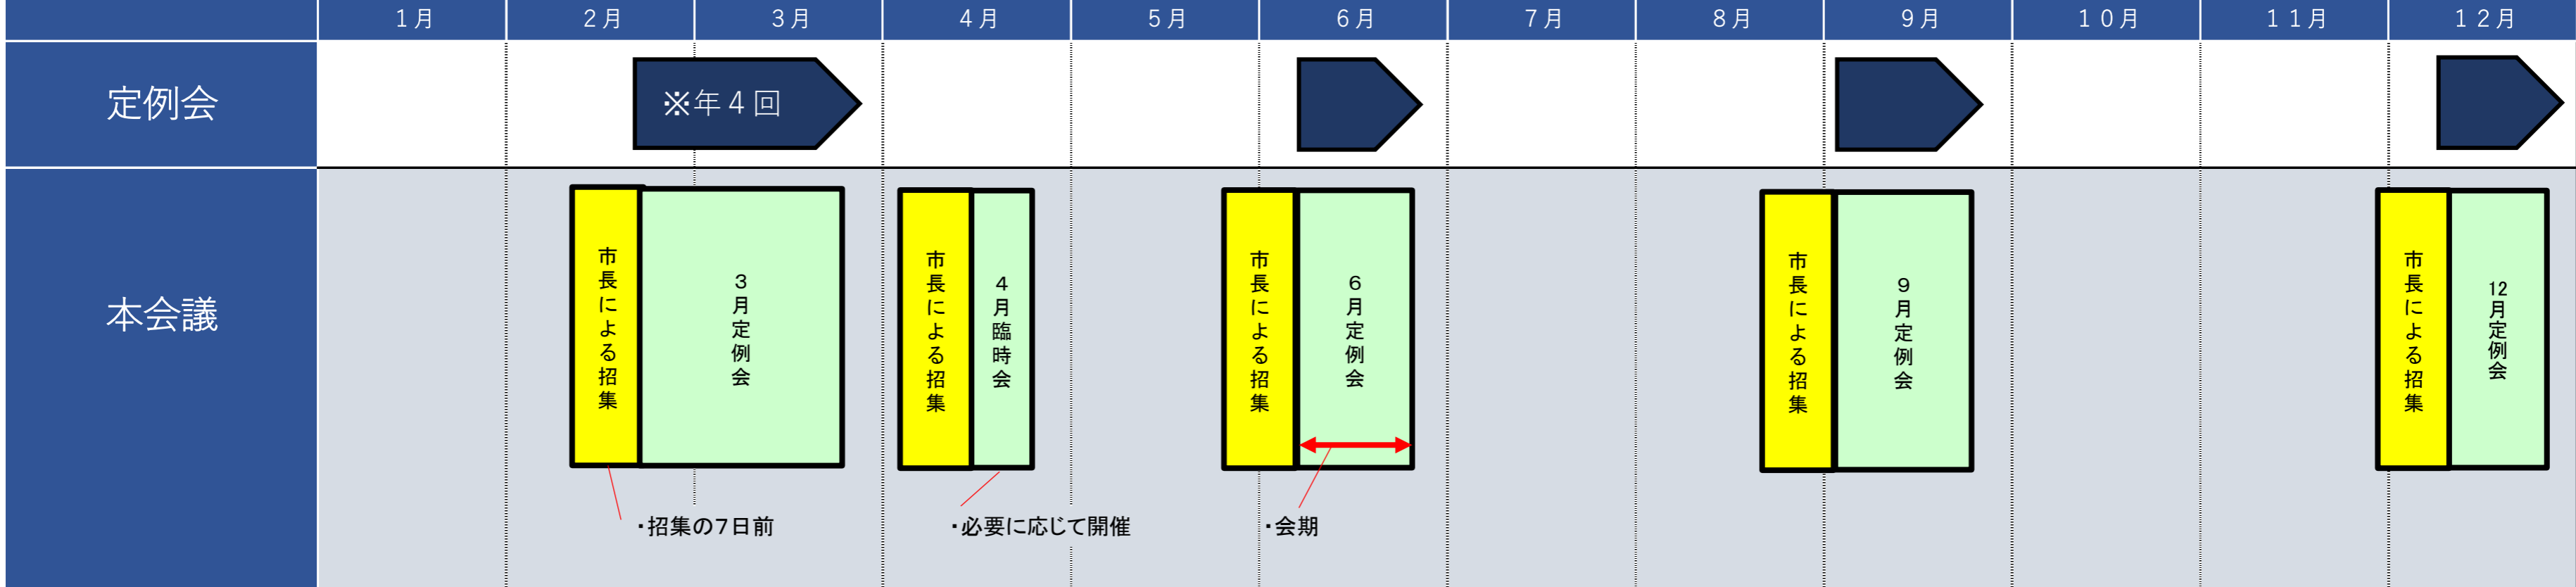 １月
２月
３月
４月
５月
６月
７月
８月
９月
１０月
１１月
１２月
定例会
※年４回
本会議
市長による招集
３月定例会
市長による招集
４月臨時会
市長による招集
６月定例会
市長による招集
９月定例会
市長による招集
12月定例会
・招集の７日前
・必要に応じて開催
・会期